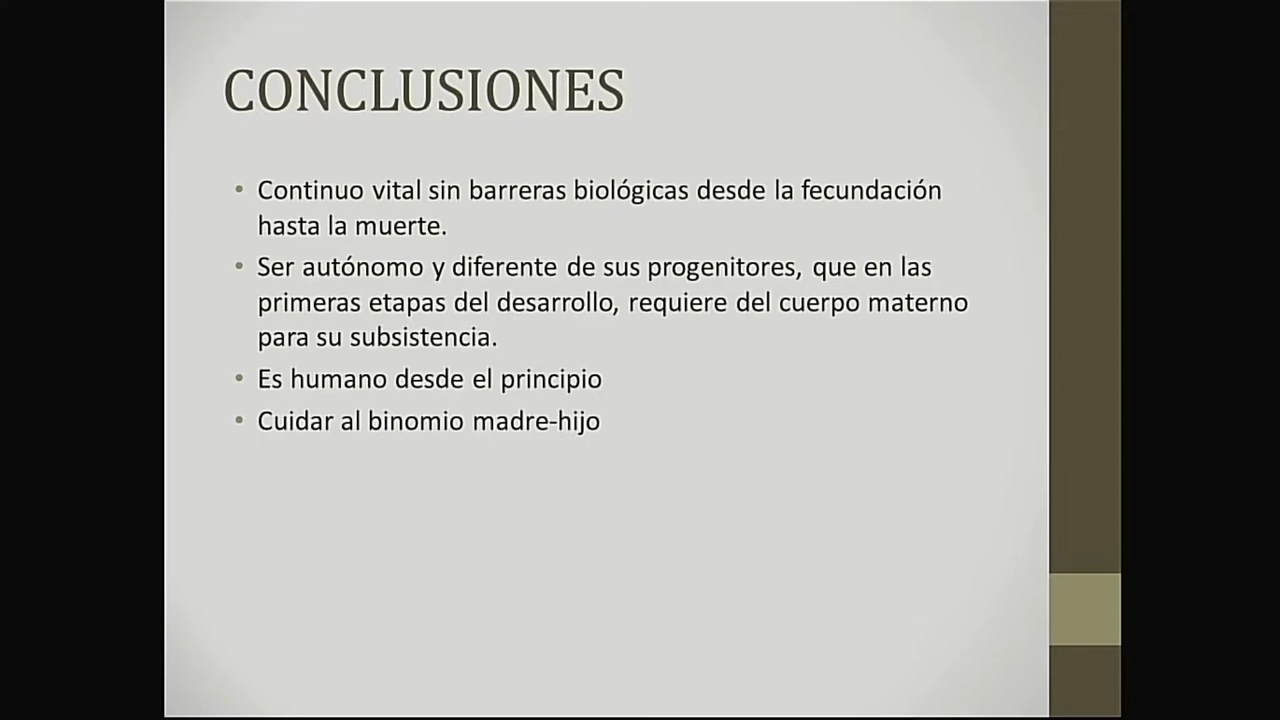 CONCLUSIONES
• Continuo vital sin barreras biológicas desde la fecundación
hasta la muerte.
• Ser autónomo y diferente de sus progenitores, que en las
primeras etapas del desarrollo, requiere del cuerpo materno
para su subsistencia.
• Es humano desde el principio
• Cuidar al binomio madre-hijo